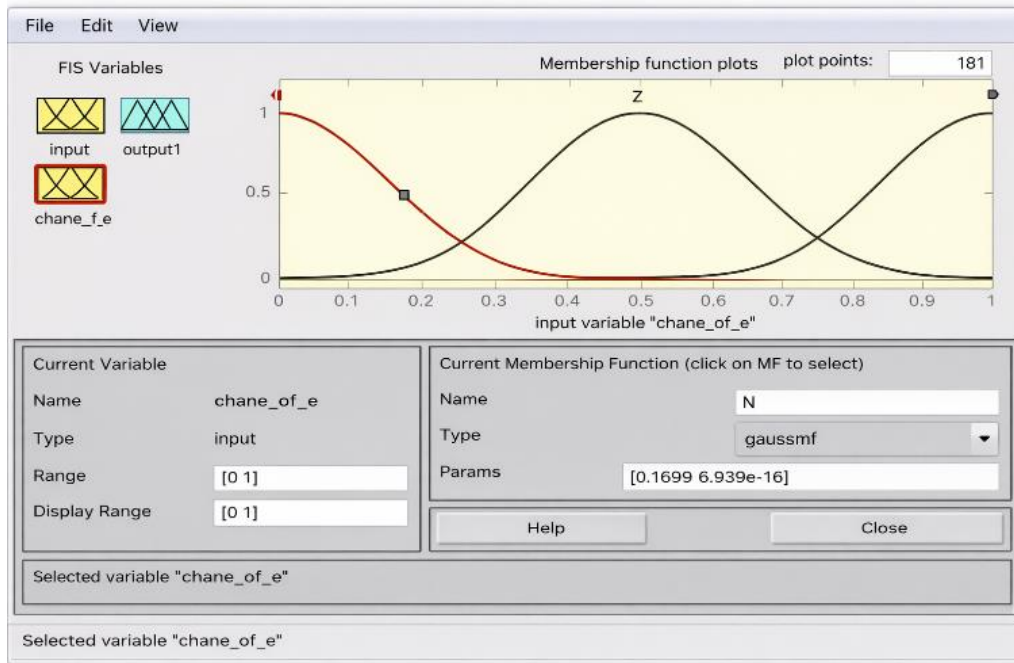 File Edit View
FIS Variables
Membership function plots plot points: 181
input output1
chane_f_e
Z
1
0.5
0
0 0.1 0.2 0.3 0.4 0.5 0.6 0.7 0.8 0.9 1
input variable "chane_of_e"
Current Variable
Name chane_of_e
Type input
Range [0 1]
Display Range [0 1]
Current Membership Function (click on MF to select)
Name N
Type gaussmf
Params [0.1699 6.939e-16]
Help Close
Selected variable "chane_of_e"
Selected variable "chane_of_e"